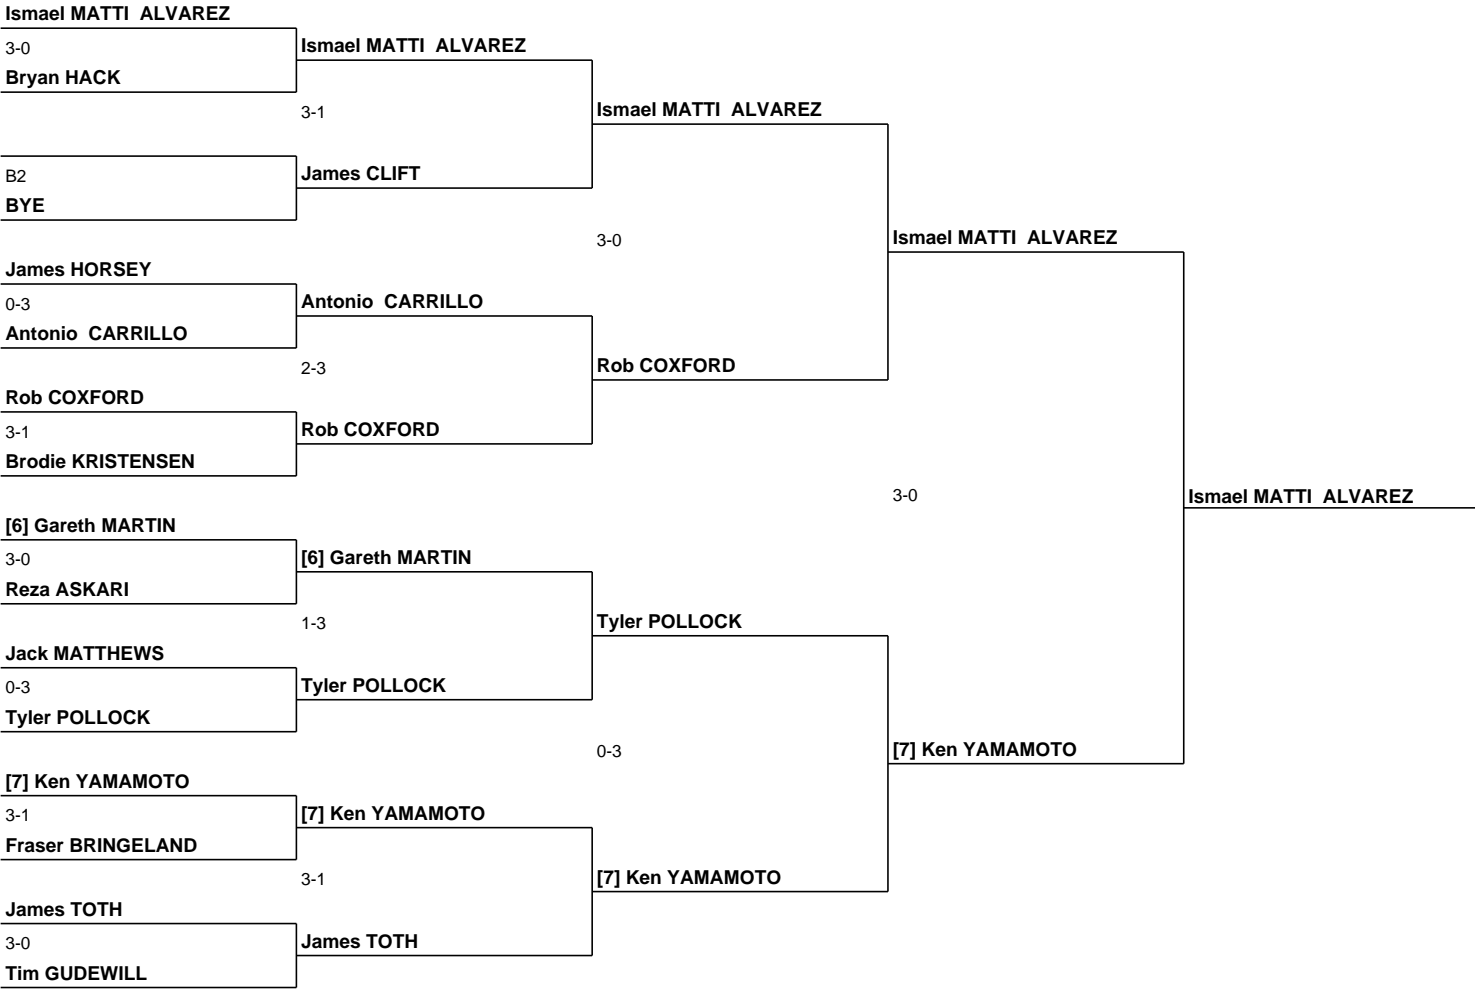 Ismael MATTI  ALVAREZ
3-0
Bryan HACK
B2
BYE
James HORSEY
0-3
Antonio  CARRILLO
Rob COXFORD
3-1
Brodie KRISTENSEN
[6] Gareth MARTIN
3-0
Reza ASKARI
Jack MATTHEWS
0-3
Tyler POLLOCK
[7] Ken YAMAMOTO
3-1
Fraser BRINGELAND
James TOTH
3-0
Tim GUDEWILL
Ismael MATTI  ALVAREZ
3-1
James CLIFT
Antonio  CARRILLO
2-3
Rob COXFORD
[6] Gareth MARTIN
1-3
Tyler POLLOCK
[7] Ken YAMAMOTO
3-1
James TOTH
Ismael MATTI  ALVAREZ
3-0
Rob COXFORD
Tyler POLLOCK
0-3
[7] Ken YAMAMOTO
Ismael MATTI  ALVAREZ
3-0
[7] Ken YAMAMOTO
Ismael MATTI  ALVAREZ